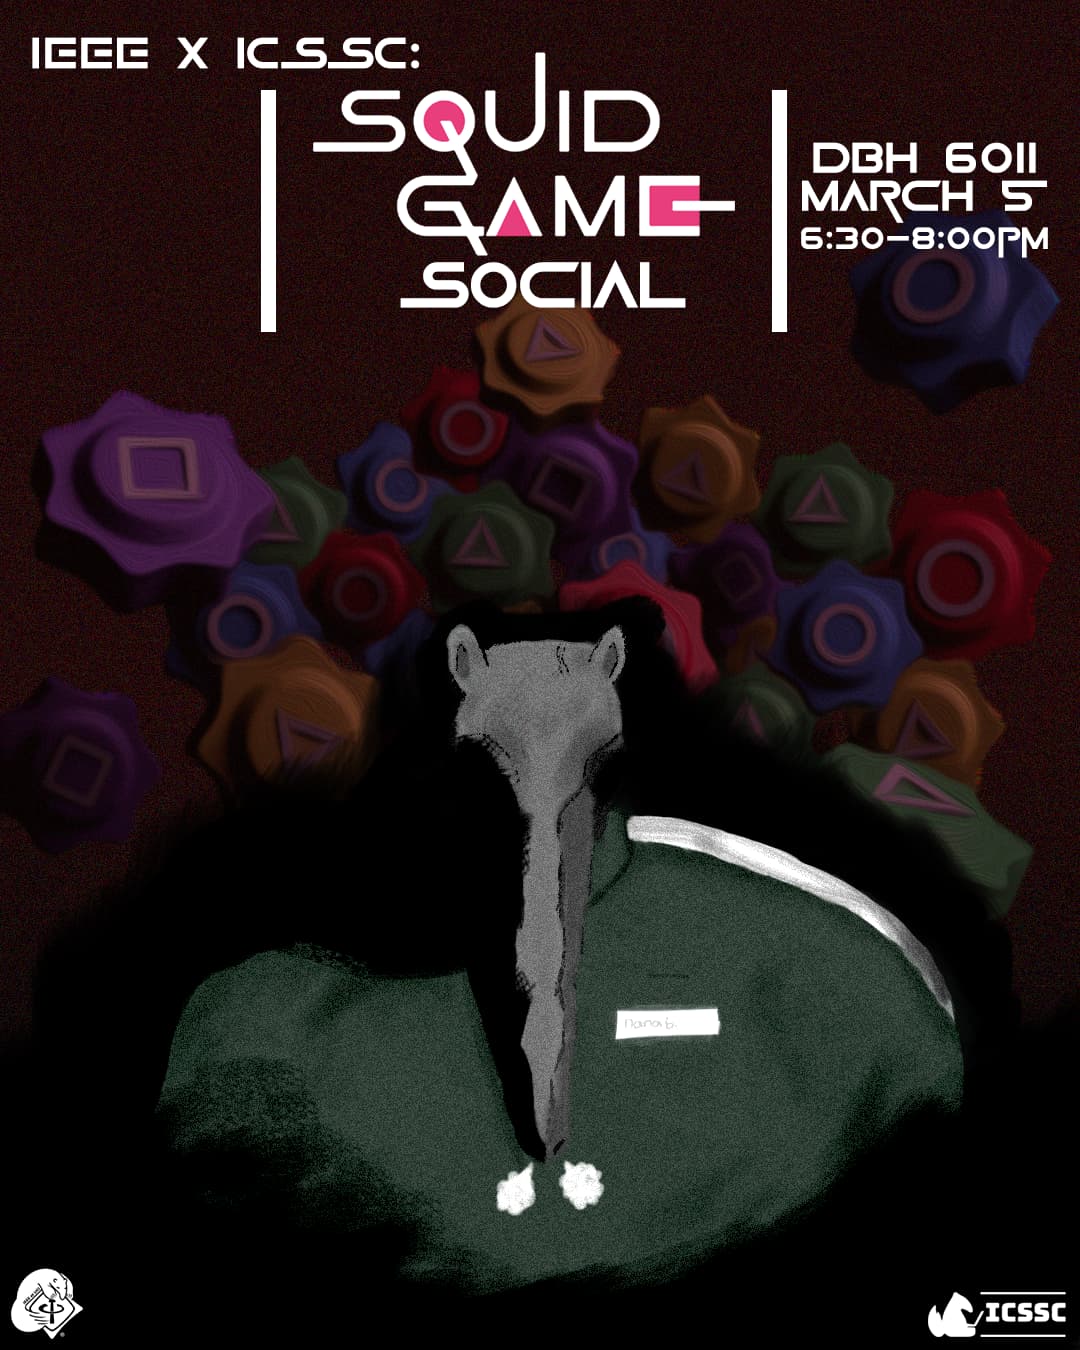 IEEE X ICSSC:
SQUID
GAME
SOCIAL
DBH 6011
MARCH 5
6:30-8:00PM
ICSSC